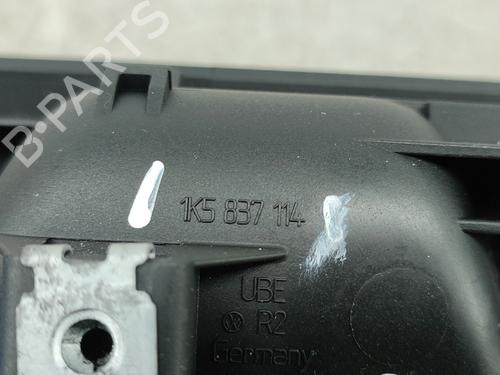 B-PARTS
1K5 837 114
UBE
R2
Germany